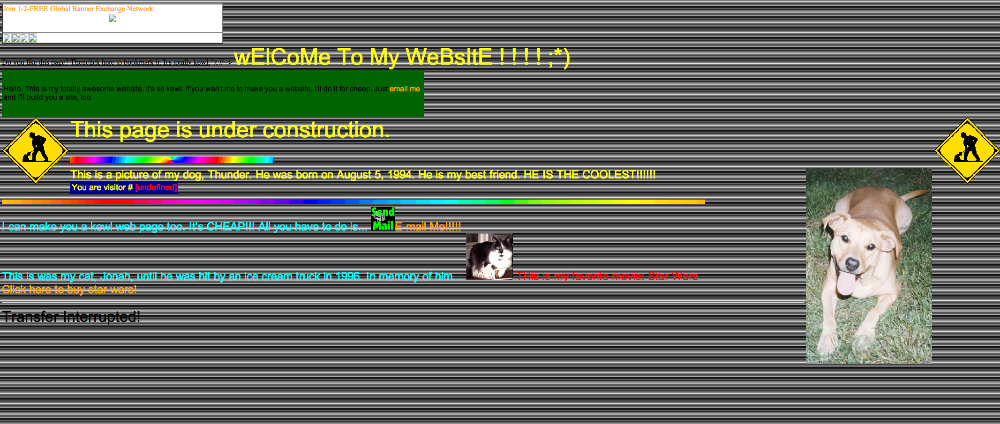 Join 1-2-FREE Global Banner Exchange Network
Do you like this page? Thenclick here to bookmark it. It's totally kewl."); //--> wElCoMe To My WeBsItE ! ! ! ! ;*)
Hello. This is my totally awesome website. It's so kewl. If you wan't me to make you a website, I'll do it for cheep. Just email me
and I'll build you a site, too.
This page is under construction.
This is a picture of my dog, Thunder. He was born on August 5, 1994. He is my best friend. HE IS THE COOLEST!!!!!!
You are visitor # [undefined]
I can make you a kewl web page too. It's CHEAP!!! All you have to do is... Send Mail E-mail Me!!!!!
This is was my cat, Jonah, until he was hit by an ice cream truck in 1996. In memory of him... THis is my favorite movie: Star Wars
Click here to buy star wars!
Transfer Interrupted!